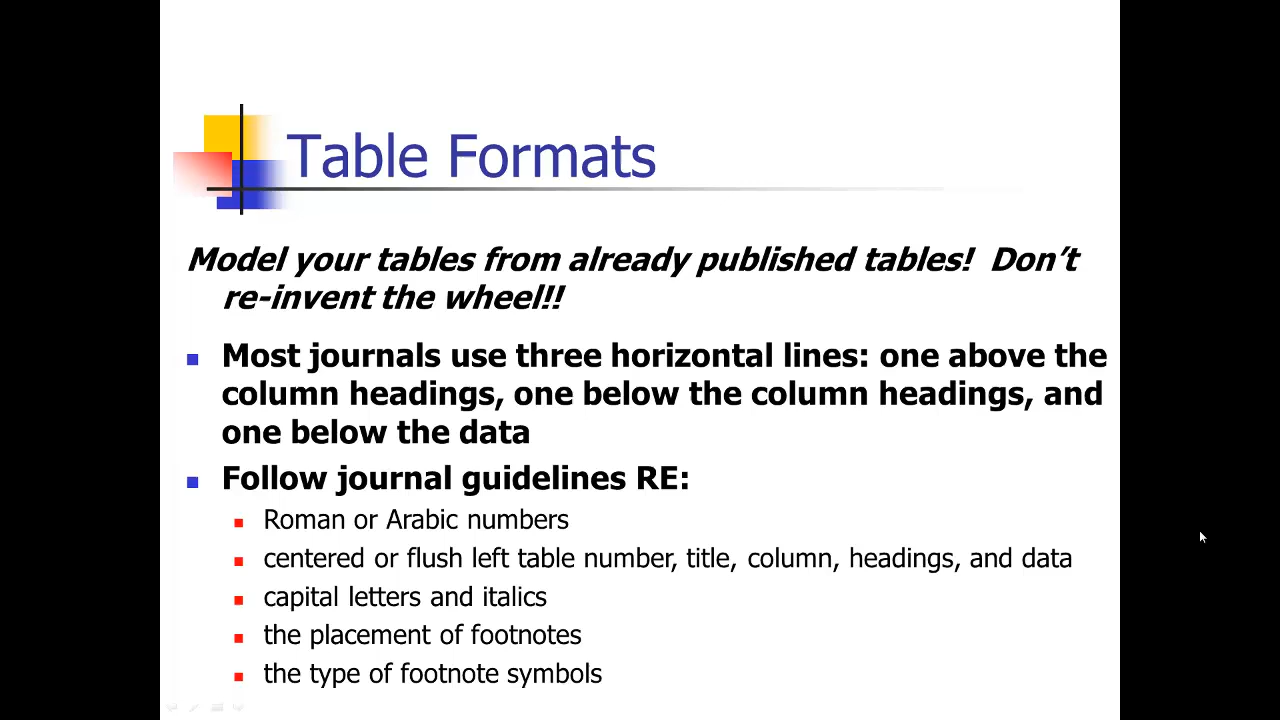 Table Formats
Model your tables from already published tables!  Don't
re-invent the wheel!!
Most journals use three horizontal lines: one above the
column headings, one below the column headings, and
one below the data
Follow journal guidelines RE:
Roman or Arabic numbers
centered or flush left table number, title, column, headings, and data
capital letters and italics
the placement of footnotes
the type of footnote symbols